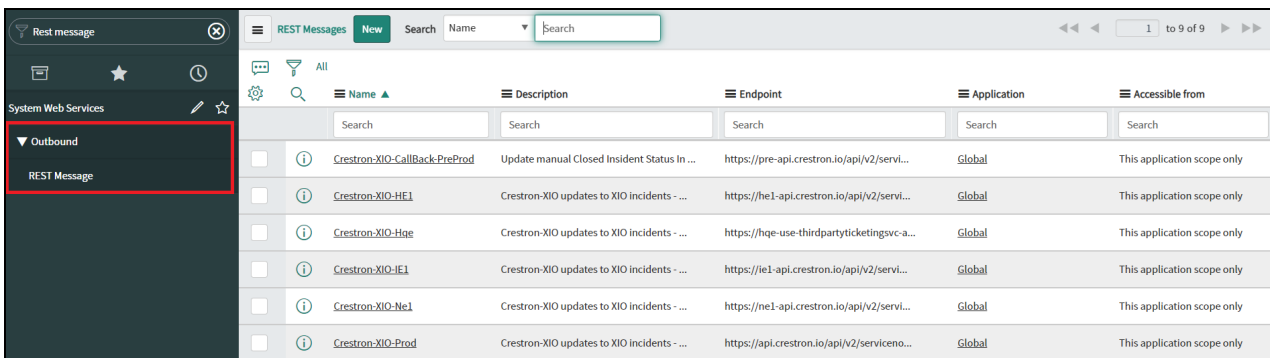 Rest message
REST Messages New Search Name Search 1 to 9 of 9
All
System Web Services
Name Description Endpoint Application Accessible from
Search Search Search Search Search
Outbound
REST Message
Crestron-XIO-CallBack-PreProd Update manual Closed Insident Status In ... https://pre-api.crestron.io/api/v2/servi... Global This application scope only
Crestron-XIO-HE1 Crestron-XIO updates to XIO incidents - ... https://he1-api.crestron.io/api/v2/servi... Global This application scope only
Crestron-XIO-Hqe Crestron-XIO updates to XIO incidents - ... https://hqe-use-thirdpartyticketingsvc-a... Global This application scope only
Crestron-XIO-IE1 Crestron-XIO updates to XIO incidents - ... https://ie1-api.crestron.io/api/v2/servi... Global This application scope only
Crestron-XIO-Ne1 Crestron-XIO updates to XIO incidents - ... https://ne1-api.crestron.io/api/v2/servi... Global This application scope only
Crestron-XIO-Prod Crestron-XIO updates to XIO incidents - ... https://api.crestron.io/api/v2/serviceno... Global This application scope only